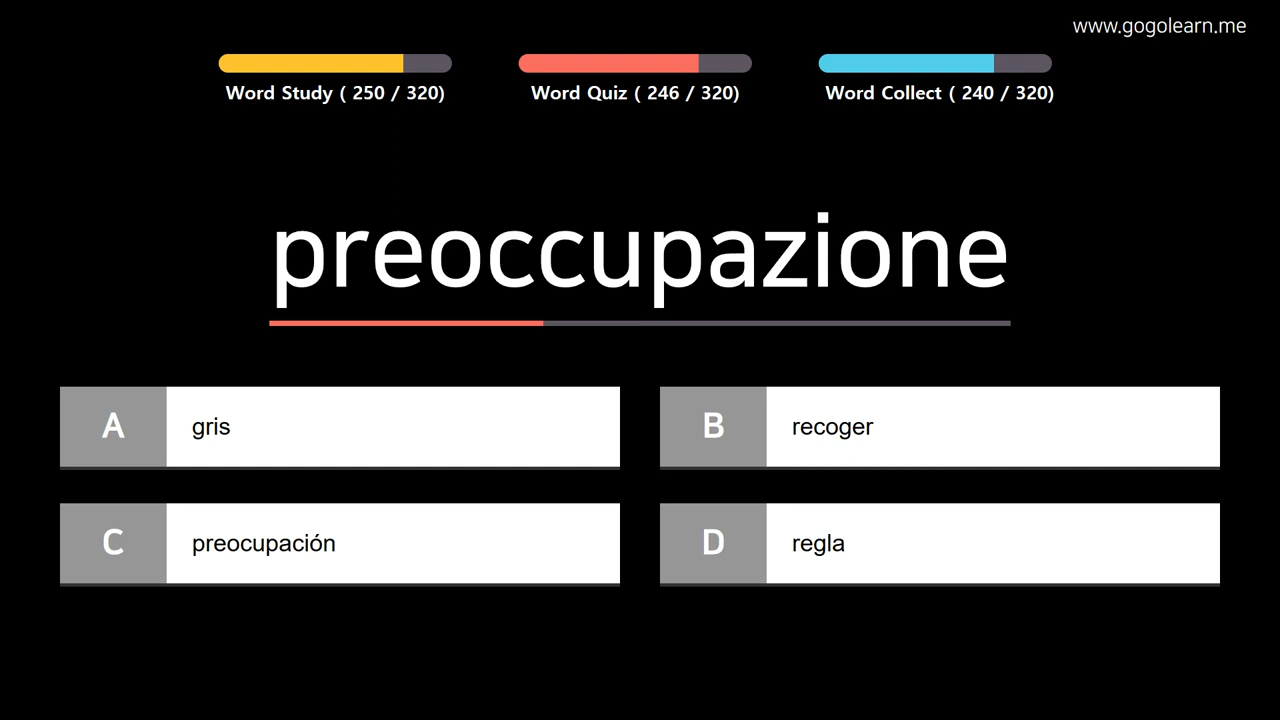 www.gogolearn.me
Word Study ( 250 / 320)
Word Quiz ( 246 / 320)
Word Collect ( 240 / 320)
preoccupazione
A
gris
B
recoger
C
preocupación
D
regla